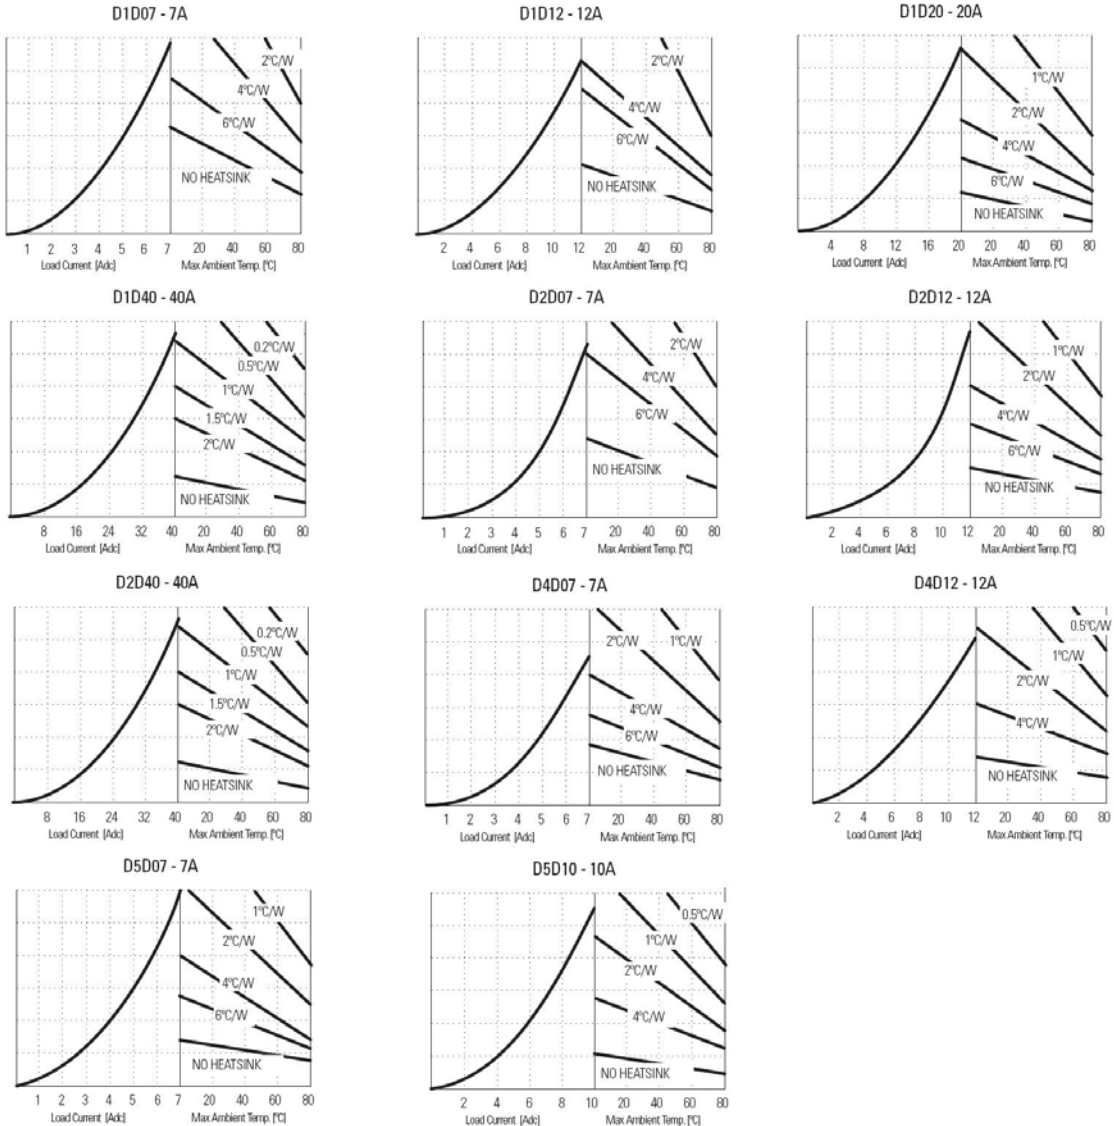 D1D07 - 7A
2°C/W
4°C/W
6°C/W
NO HEATSINK
1 2 3 4 5 6 7 20 40 60 80
Load Current [Adc] Max Ambient Temp. [°C]
D1D12 - 12A
2°C/W
4°C/W
6°C/W
NO HEATSINK
2 4 6 8 10 12 20 40 60 80
Load Current [Adc] Max Ambient Temp. [°C]
D1D20 - 20A
1°C/W
2°C/W
4°C/W
6°C/W
NO HEATSINK
4 8 12 16 20 20 40 60 80
Load Current [Adc] Max Ambient Temp. [°C]
D1D40 - 40A
0.2°C/W
0.5°C/W
1°C/W
1.5°C/W
2°C/W
NO HEATSINK
8 16 24 32 40 20 40 60 80
Load Current [Adc] Max Ambient Temp. [°C]
D2D07 - 7A
2°C/W
4°C/W
6°C/W
NO HEATSINK
1 2 3 4 5 6 7 20 40 60 80
Load Current [Adc] Max Ambient Temp. [°C]
D2D12 - 12A
1°C/W
2°C/W
4°C/W
6°C/W
NO HEATSINK
2 4 6 8 10 12 20 40 60 80
Load Current [Adc] Max Ambient Temp. [°C]
D2D40 - 40A
0.2°C/W
0.5°C/W
1°C/W
1.5°C/W
2°C/W
NO HEATSINK
8 16 24 32 40 20 40 60 80
Load Current [Adc] Max Ambient Temp. [°C]
D4D07 - 7A
1°C/W
2°C/W
4°C/W
6°C/W
NO HEATSINK
1 2 3 4 5 6 7 20 40 60 80
Load Current [Adc] Max Ambient Temp. [°C]
D4D12 - 12A
0.5°C/W
1°C/W
2°C/W
4°C/W
NO HEATSINK
2 4 6 8 10 12 20 40 60 80
Load Current [Adc] Max Ambient Temp. [°C]
D5D07 - 7A
1°C/W
2°C/W
4°C/W
6°C/W
NO HEATSINK
1 2 3 4 5 6 7 20 40 60 80
Load Current [Adc] Max Ambient Temp. [°C]
D5D10 - 10A
0.5°C/W
1°C/W
2°C/W
4°C/W
NO HEATSINK
2 4 6 8 10 20 40 60 80
Load Current [Adc] Max Ambient Temp. [°C]